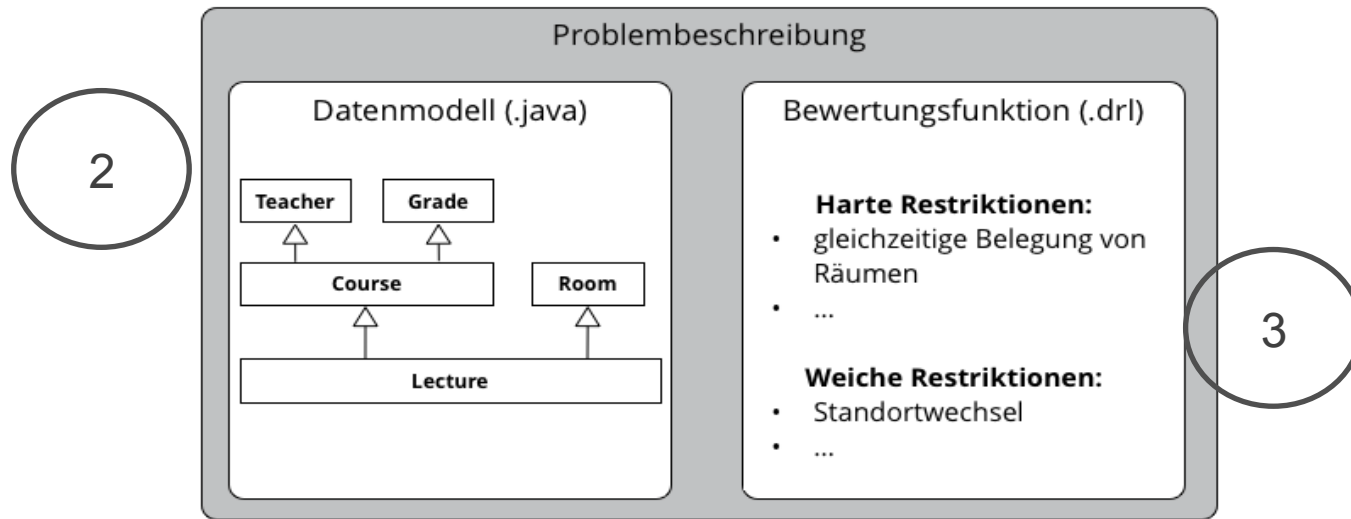 Problembeschreibung
2
Datenmodell (.java)
Teacher
Grade
Course
Room
Lecture
Bewertungsfunktion (.drl)
Harte Restriktionen:
• gleichzeitige Belegung von
Räumen
• ...
Weiche Restriktionen:
• Standortwechsel
• ...
3